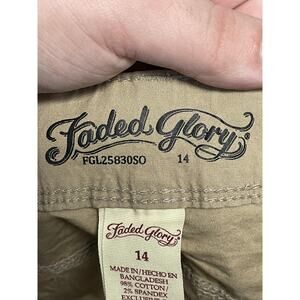 Faded Glory®
FGL25830SO 14
Faded Glory®
14
MADE IN/HECHO EN
BANGLADESH
98% COTTON/
2% SPANDEX
EXCLUSIVE